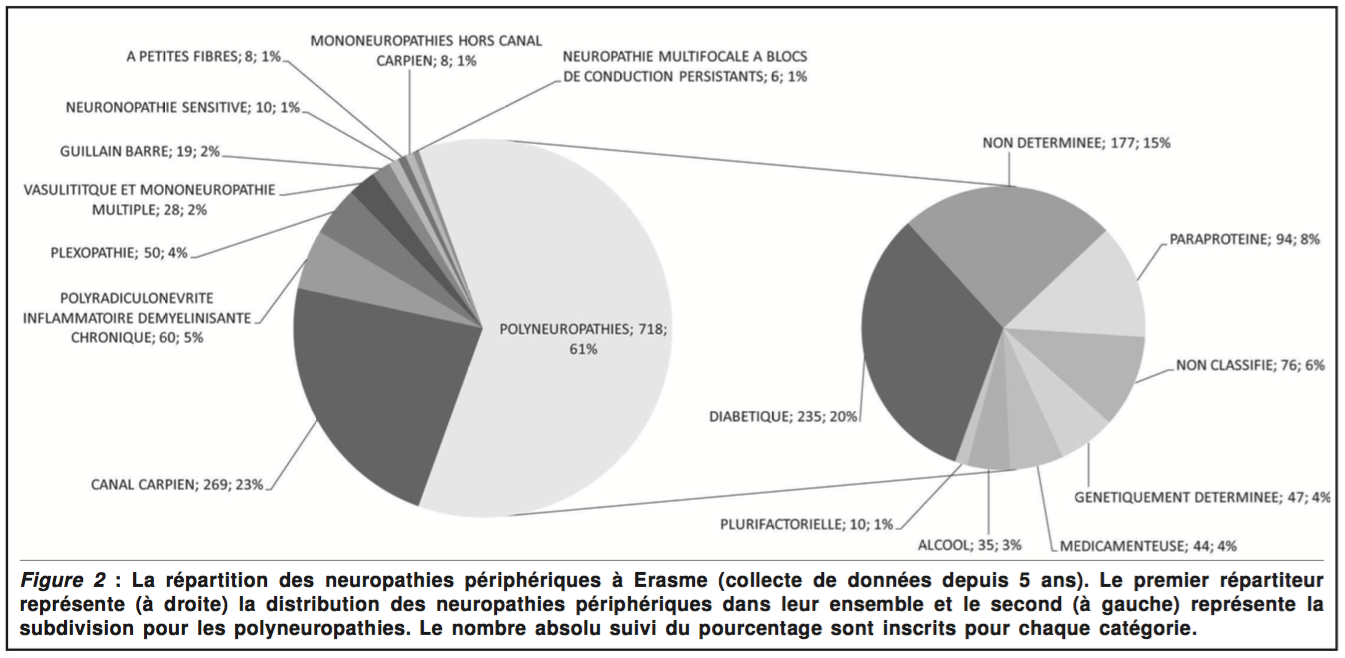 MONONEUROPATHIES HORS CANAL
CARPIEN; 8; 1%
A PETITES FIBRES; 8; 1%
NEUROPATHIE MULTIFOCALE A BLOCS
DE CONDUCTION PERSISTANTS; 6; 1%
NEURONOPATHIE SENSITIVE; 10; 1%
GUILLAIN BARRE; 19; 2%
VASULITITQUE ET MONONEUROPATHIE
MULTIPLE; 28; 2%
PLEXOPATHIE; 50; 4%
POLYRADICULONEVRITE
INFLAMMATOIRE DEMYELINISANTE
CHRONIQUE; 60; 5%
CANAL CARPIEN; 269; 23%
POLYNEUROPATHIES; 718;
61%
NON DETERMINEE; 177; 15%
PARAPROTEINE; 94; 8%
NON CLASSIFIE; 76; 6%
DIABETIQUE; 235; 20%
GENETIQUEMENT DETERMINEE; 47; 4%
PLURIFACTORIELLE; 10; 1%
ALCOOL; 35; 3%
MEDICAMENTEUSE; 44; 4%
Figure 2 : La répartition des neuropathies périphériques à Erasme (collecte de données depuis 5 ans). Le premier répartiteur
représente (à droite) la distribution des neuropathies périphériques dans leur ensemble et le second (à gauche) représente la
subdivision pour les polyneuropathies. Le nombre absolu suivi du pourcentage sont inscrits pour chaque catégorie.